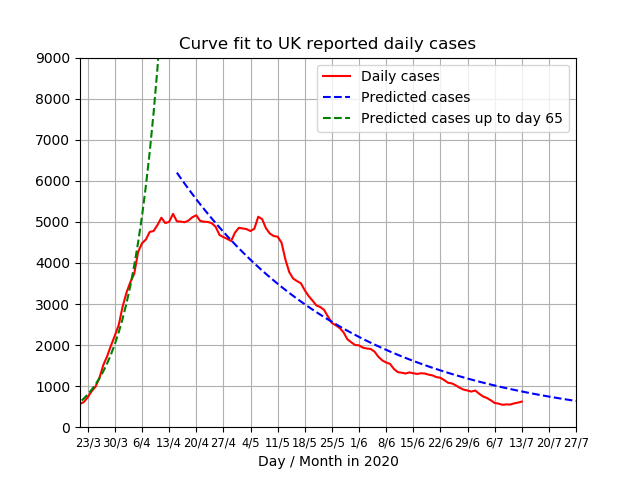 Curve fit to UK reported daily cases
9000
8000
7000
6000
5000
4000
3000
2000
1000
0
Daily cases
Predicted cases
Predicted cases up to day 65
23/3 30/3 6/4 13/4 20/4 27/4 4/5 11/5 18/5 25/5 1/6 8/6 15/6 22/6 29/6 6/7 13/7 20/7 27/7
Day / Month in 2020